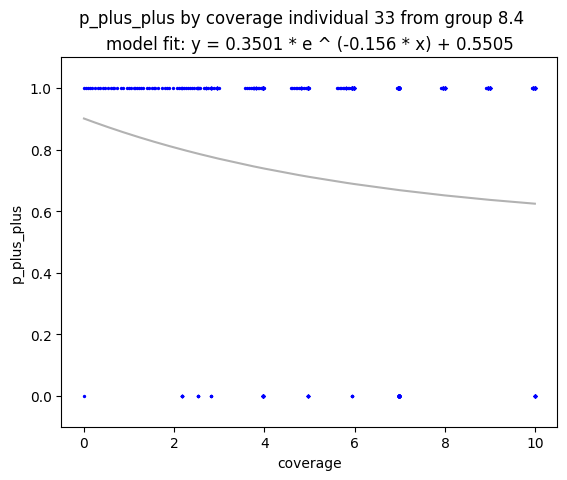 p_plus_plus by coverage individual 33 from group 8.4
model fit: y = 0.3501 * e ^ (-0.156 * x) + 0.5505
1.0
0.8
0.6
0.4
0.2
0.0
p_plus_plus
0 2 4 6 8 10
coverage